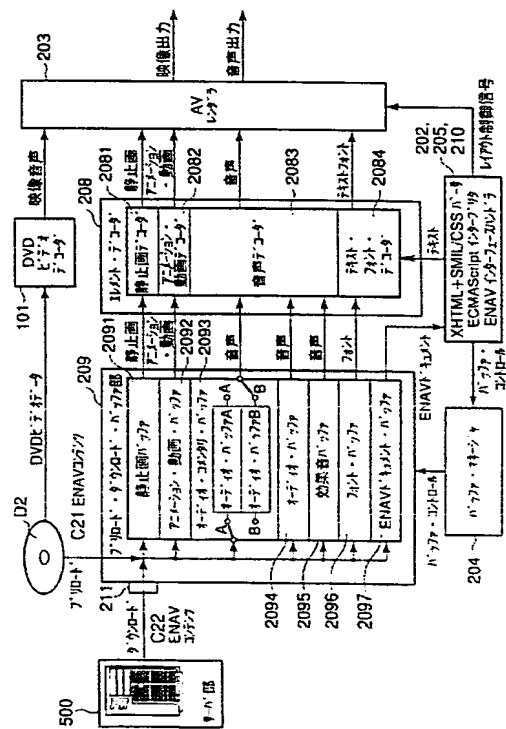 500
サーバ部
ダウンロード
C22
ENAV
コンテンツ
211
D2
プリロード
C21 ENAVコンテンツ
DVDビデオデータ
209
プリロード・ダウンロード・バッファ部
静止画バッファ
2091
アニメーション・動画・バッファ
2092
オーディオ・コメンタリ・バッファ
2093
A
オーディオ・バッファA
A
B
オーディオ・バッファB
B
オーディオ・バッファ
2094
効果音バッファ
2095
フォント・バッファ
2096
ENAVドキュメント・バッファ
2097
バッファ・コントロール
バッファ・マネージャ
204
バッファ・コントロール
101
DVD
ビデオ
デコーダ
映像音声
静止画
アニメーション
・動画
音声
音声
音声
フォント
ENAVドキュメント
208
エレメント・デコーダ
静止画デコーダ
2081
アニメーション・
動画デコーダ
2082
音声デコーダ
2083
テキスト・
フォント・
デコーダ
2084
テキスト
XHTML+SMIL/CSS パーサ
ECMAScript インタープリタ
ENAV インターフェースハンドラ
202,
205,
210
レイアウト制御信号
静止画
アニメーション
・動画
音声
テキストフォント
AV
レンダラ
203
映像出力
音声出力